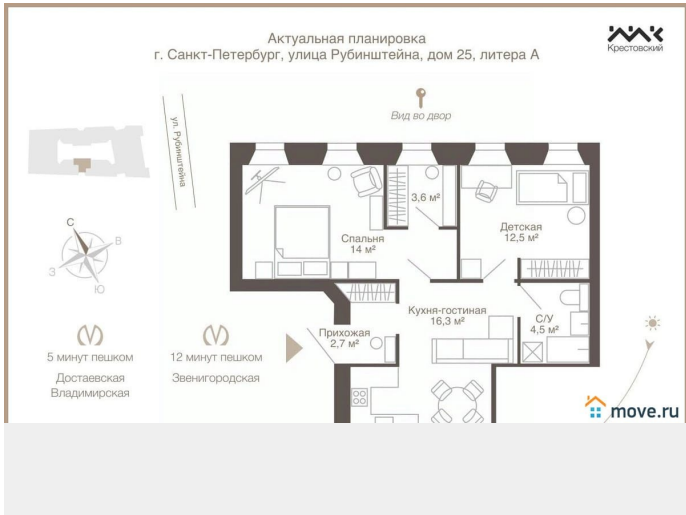 Актуальная планировка
г. Санкт-Петербург, улица Рубинштейна, дом 25, литера А
Крестовский
ул. Рубинштейна
Вид во двор
3,6 м²
Детская
12,5 м²
Спальня
14 м²
С
В
З
Ю
Кухня-гостиная
16,3 м²
С/У
4,5 м²
Прихожая
2,7 м²
5 минут пешком
12 минут пешком
Достаевская
Владимирская
Звенигородская
move.ru